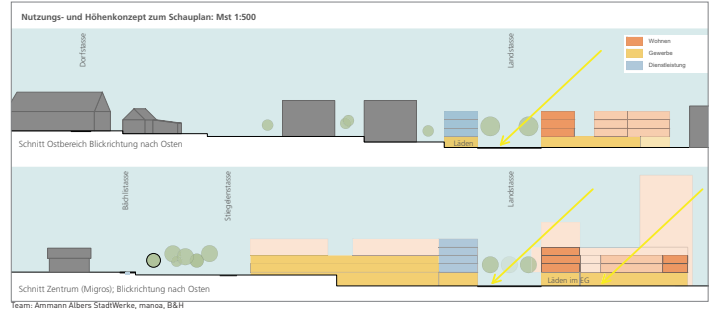 Nutzungs- und Höhenkonzept zum Schauplan: Mst 1:500
Dorfstasse
Landstasse
Wohnen
Gewerbe
Dienstleistung
Läden
Schnitt Ostbereich Blickrichtung nach Osten
Bächlistasse
Stiegelenstasse
Landstasse
Läden im EG
Schnitt Zentrum (Migros); Blickrichtung nach Osten
Team: Ammann Albers StadtWerke, manoa, B&H